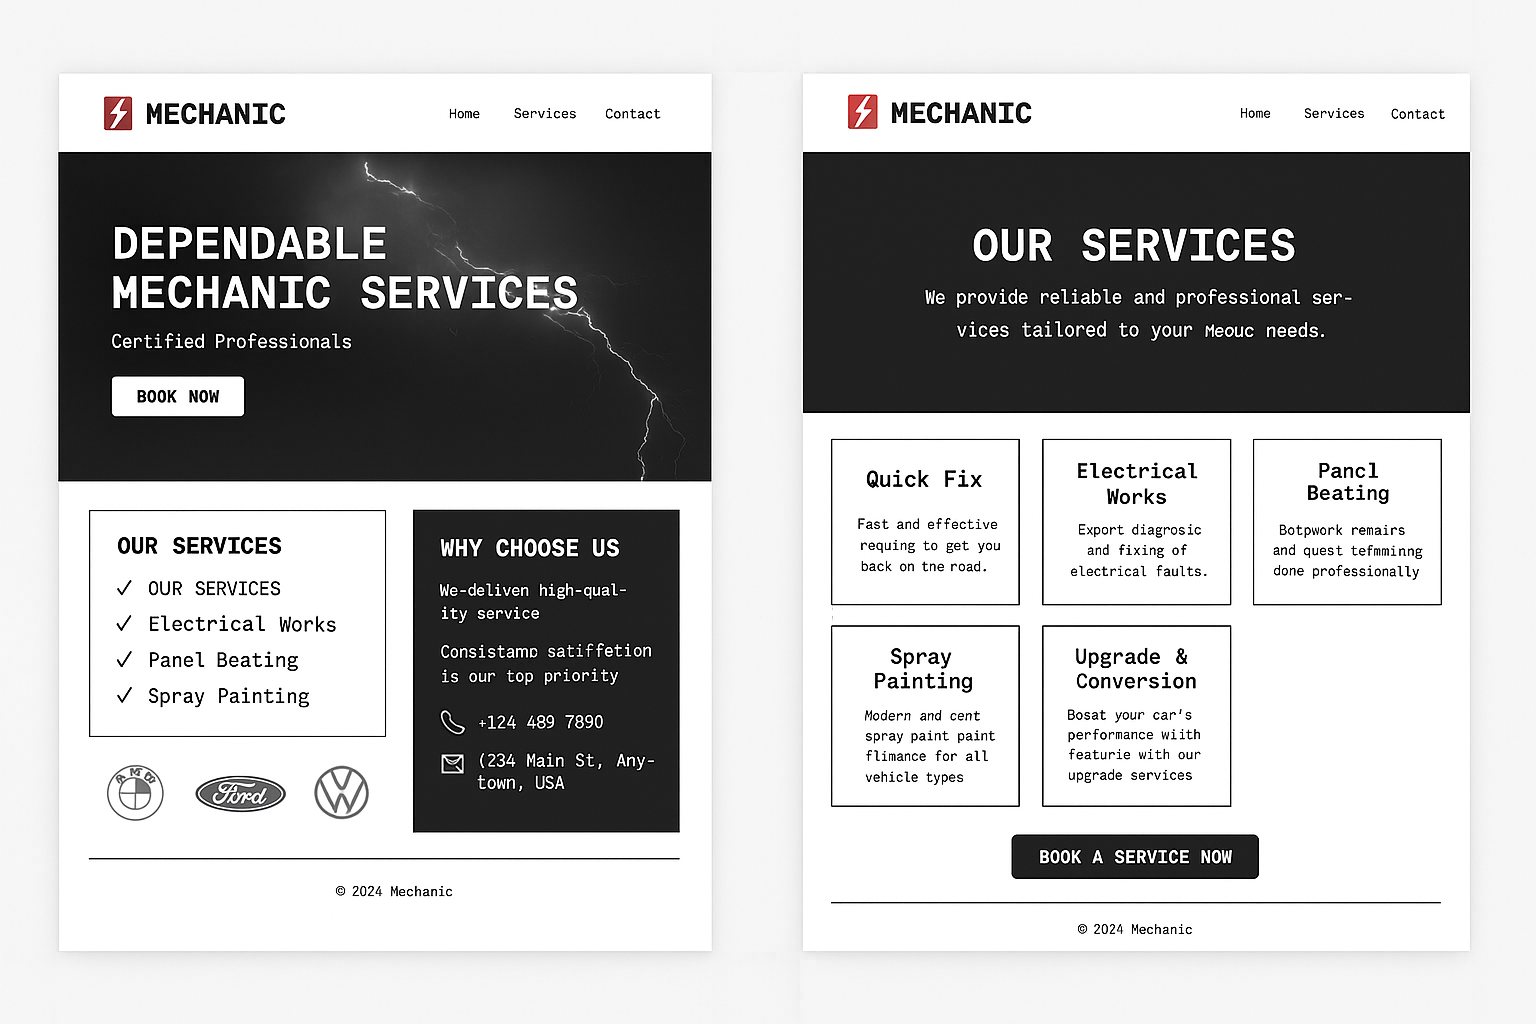 MECHANIC
Home Services Contact
DEPENDABLE
MECHANIC SERVICES
Certified Professionals
BOOK NOW
OUR SERVICES
✓ OUR SERVICES
✓ Electrical Works
✓ Panel Beating
✓ Spray Painting
BMW
Ford
WHY CHOOSE US
We-deliven high-qual-
ity service
Consistamp satiffetion
is our top priority
+124 489 7890
(234 Main St, Any-
town, USA
© 2024 Mechanic
MECHANIC
Home Services Contact
OUR SERVICES
We provide reliable and professional ser-
vices tailored to your Meouc needs.
Quick Fix
Fast and effective
requing to get you
back on tne road.
Electrical
Works
Export diagrosic
and fixing of
electrical faults.
Pancl
Beating
Botpwork remairs
and quest tefmminng
done professionally
Spray
Painting
Modern and cent
spray paint paint
flimance for all
vehicle types
Upgrade &
Conversion
Bosat your car's
performance wiith
featurie with our
upgrade services
BOOK A SERVICE NOW
© 2024 Mechanic